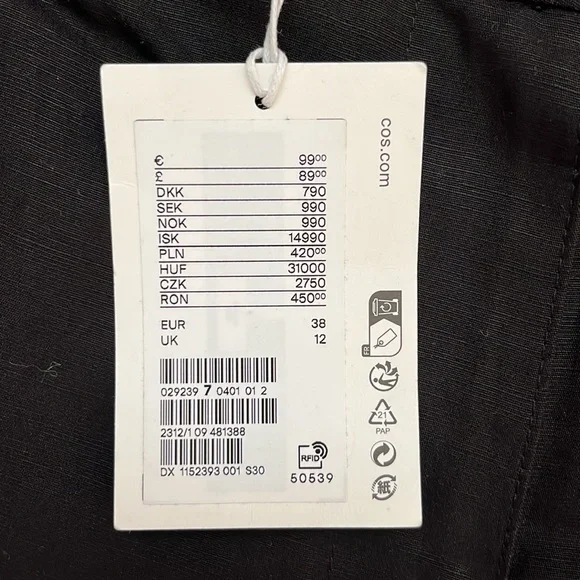 cos.com
€ 99⁰⁰
£ 89⁰⁰
DKK 790
SEK 990
NOK 990
ISK 14990
PLN 420⁰⁰
HUF 31000
CZK 2750
RON 450⁰⁰
EUR 38
UK 12
029239 7 0401 01 2
2312/1 09 481388
DX 1152393 001 S30
RFID
50539
FR
21
PAP
紙